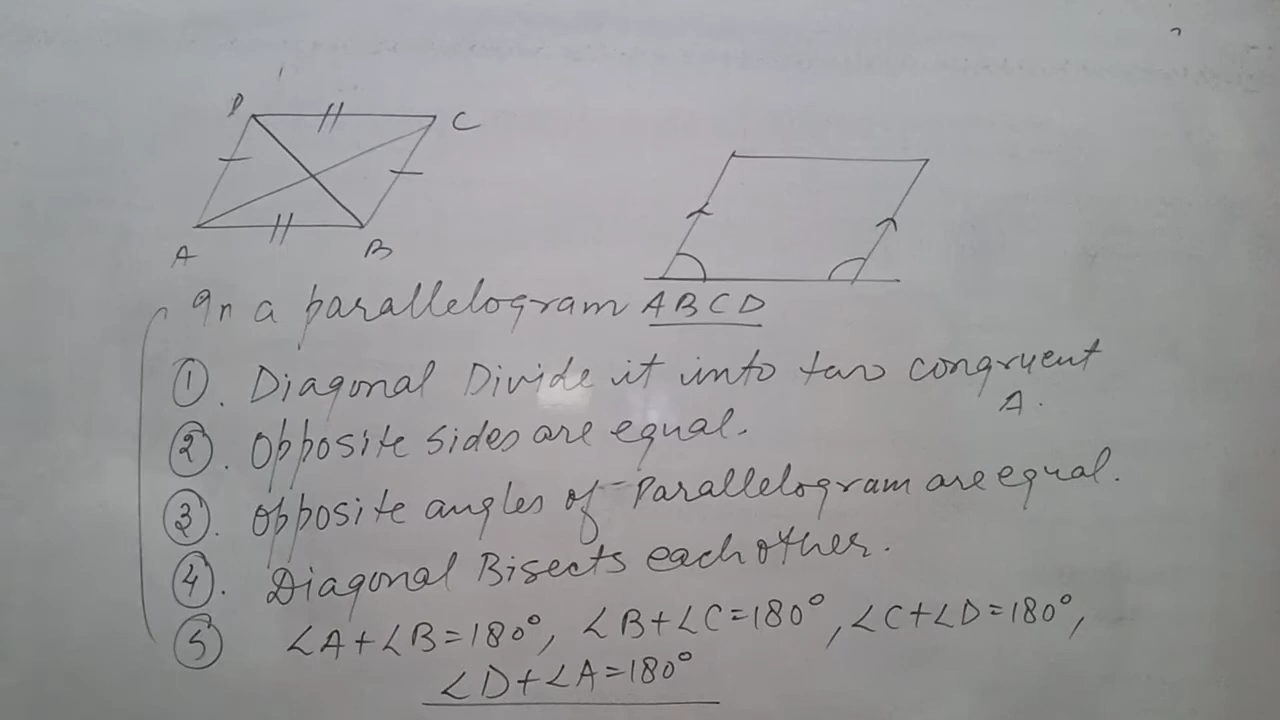 D
C
A
B
In a parallelogram ABCD
①. Diagonal Divide it into two congruent
Δ.
②. Opposite sides are equal.
③. Opposite angles of Parallelogram are equal.
④. Diagonal Bisects each other.
⑤ ∠A+∠B=180°, ∠B+∠C=180°, ∠C+∠D=180°,
∠D+∠A=180°